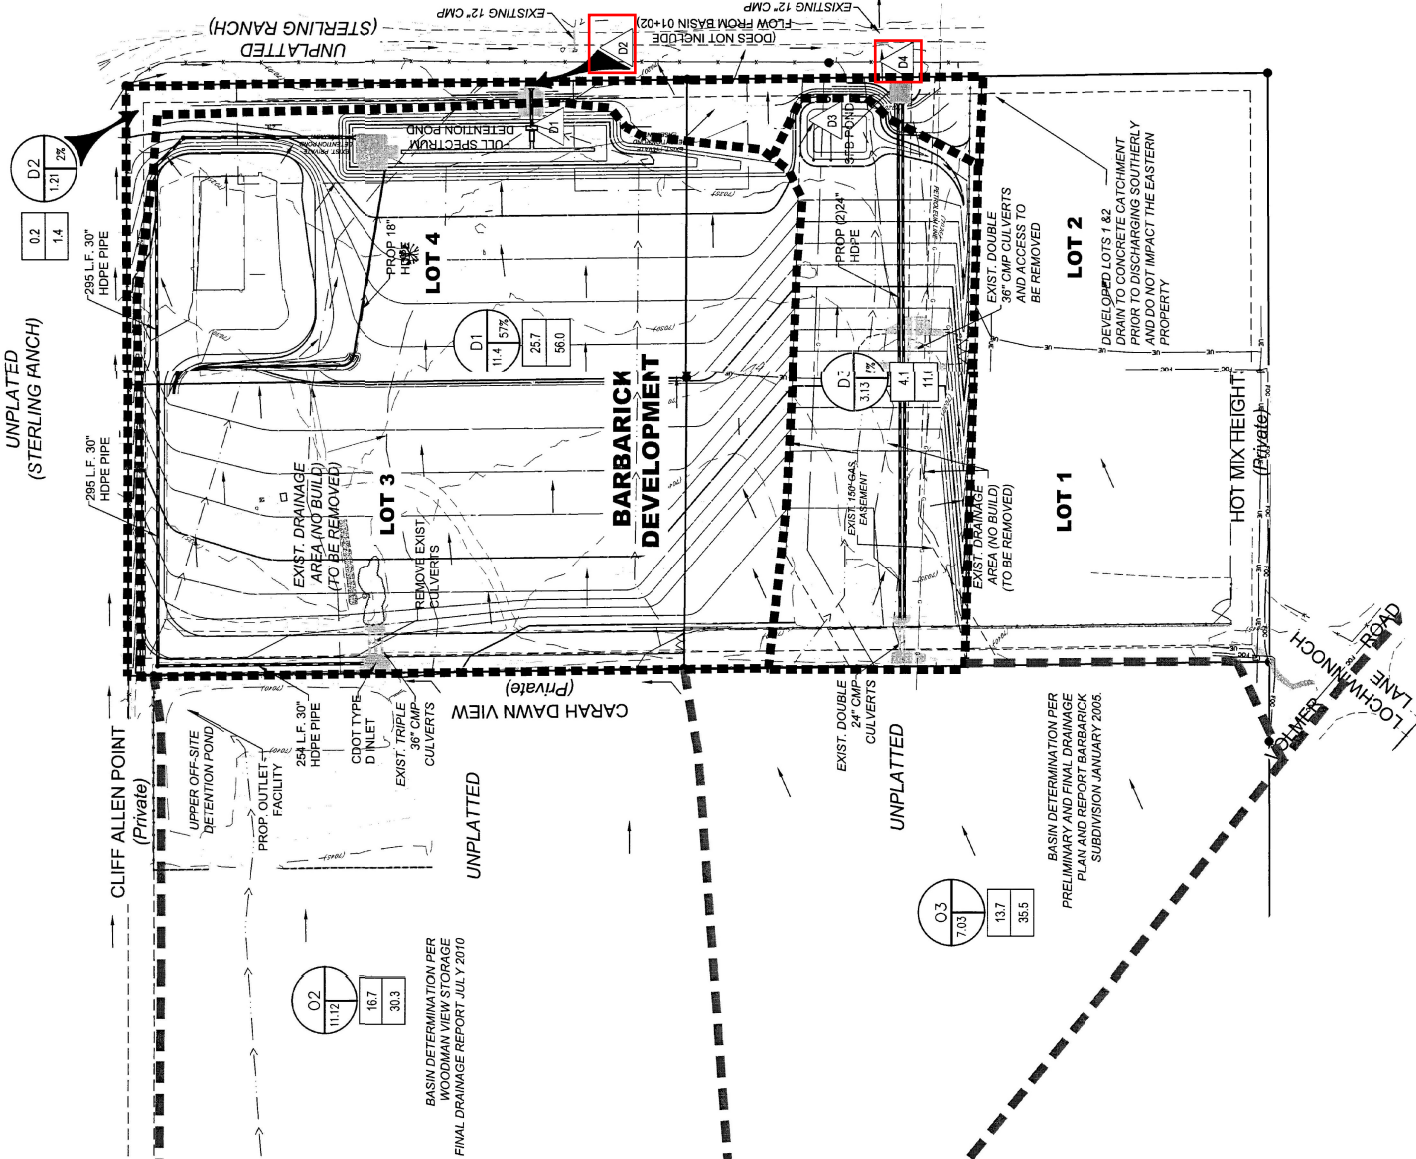 UNPLATTED
(STERLING RANCH)
EXISTING 12" CMP
D2
(DOES NOT INCLUDE
FLOW FROM BASIN 01+02)
EXISTING 12" CMP
D4
D2
1.21
2%
0.2
1.4
295 L.F. 30"
HDPE PIPE
UNPLATED
(STERLING RANCH)
295 L.F. 30"
HDPE PIPE
FULL SPECTRUM
DETENTION POND
D1
D3
STB POND
PROP 18"
HDPE
LOT 4
D1
11.4
57%
25.7
56.0
BARBARICK
DEVELOPMENT
PROP (2)24"
HDPE
PETROLEUM LINE
3.13
4.1
EXIST. DOUBLE
36" CMP CULVERTS
AND ACCESS TO
BE REMOVED
LOT 2
DEVELOPED LOTS 1 &2
DRAIN TO CONCRETE CATCHMENT
PRIOR TO DISCHARGING SOUTHERLY
AND DO NOT IMPACT THE EASTERN
PROPERTY
EXIST. DRAINAGE
AREA (NO BUILD)
(TO BE REMOVED)
LOT 3
REMOVE EXIST
CULVERTS
EXIST. 150' GAS
EASEMENT
EXIST. DRAINAGE
AREA (NO BUILD)
(TO BE REMOVED)
LOT 1
HOT MIX HEIGHT
(Private)
CLIFF ALLEN POINT
(Private)
UPPER OFF-SITE
DETENTION POND
PROP. OUTLET
FACILITY
254 L.F. 30"
HDPE PIPE
CDOT TYPE
D INLET
EXIST. TRIPLE
36" CMP
CULVERTS
CARAH DAWN VIEW
(Private)
UNPLATTED
EXIST. DOUBLE
24" CMP
CULVERTS
UNPLATTED
BASIN DETERMINATION PER
PRELIMINARY AND FINAL DRAINAGE
PLAN AND REPORT BARBARICK
SUBDIVISION JANUARY 2005.
LOCHWINNOCH
LANE
VOLMER ROAD
O3
7.03
13.7
35.5
O2
11.12
16.7
30.3
BASIN DETERMINATION PER
WOODMAN VIEW STORAGE
FINAL DRAINAGE REPORT JULY 2010